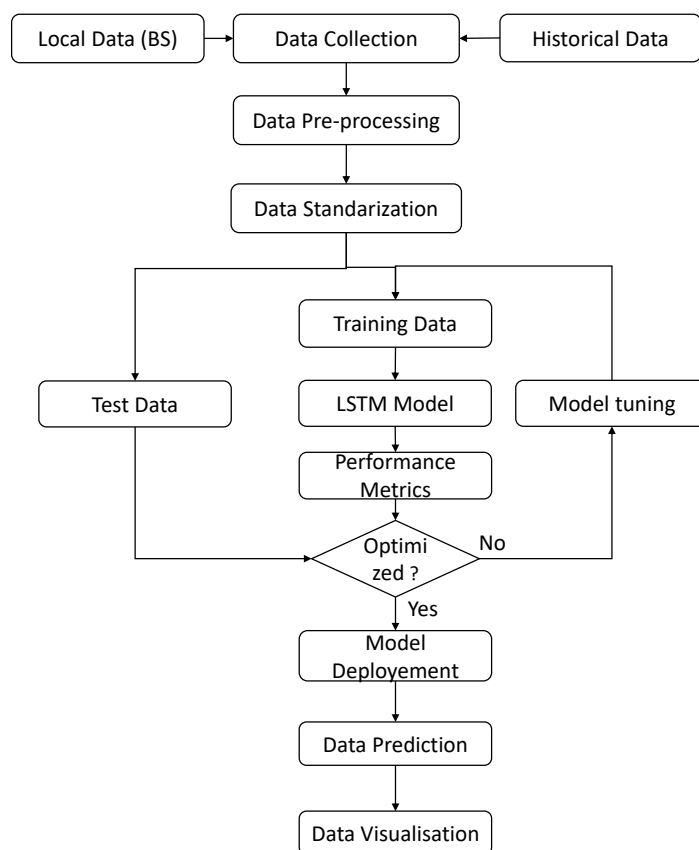 Local Data (BS)
Data Collection
Historical Data
Data Pre-processing
Data Standarization
Training Data
Test Data
LSTM Model
Model tuning
Performance
Metrics
Optimi
zed ?
No
Yes
Model
Deployement
Data Prediction
Data Visualisation